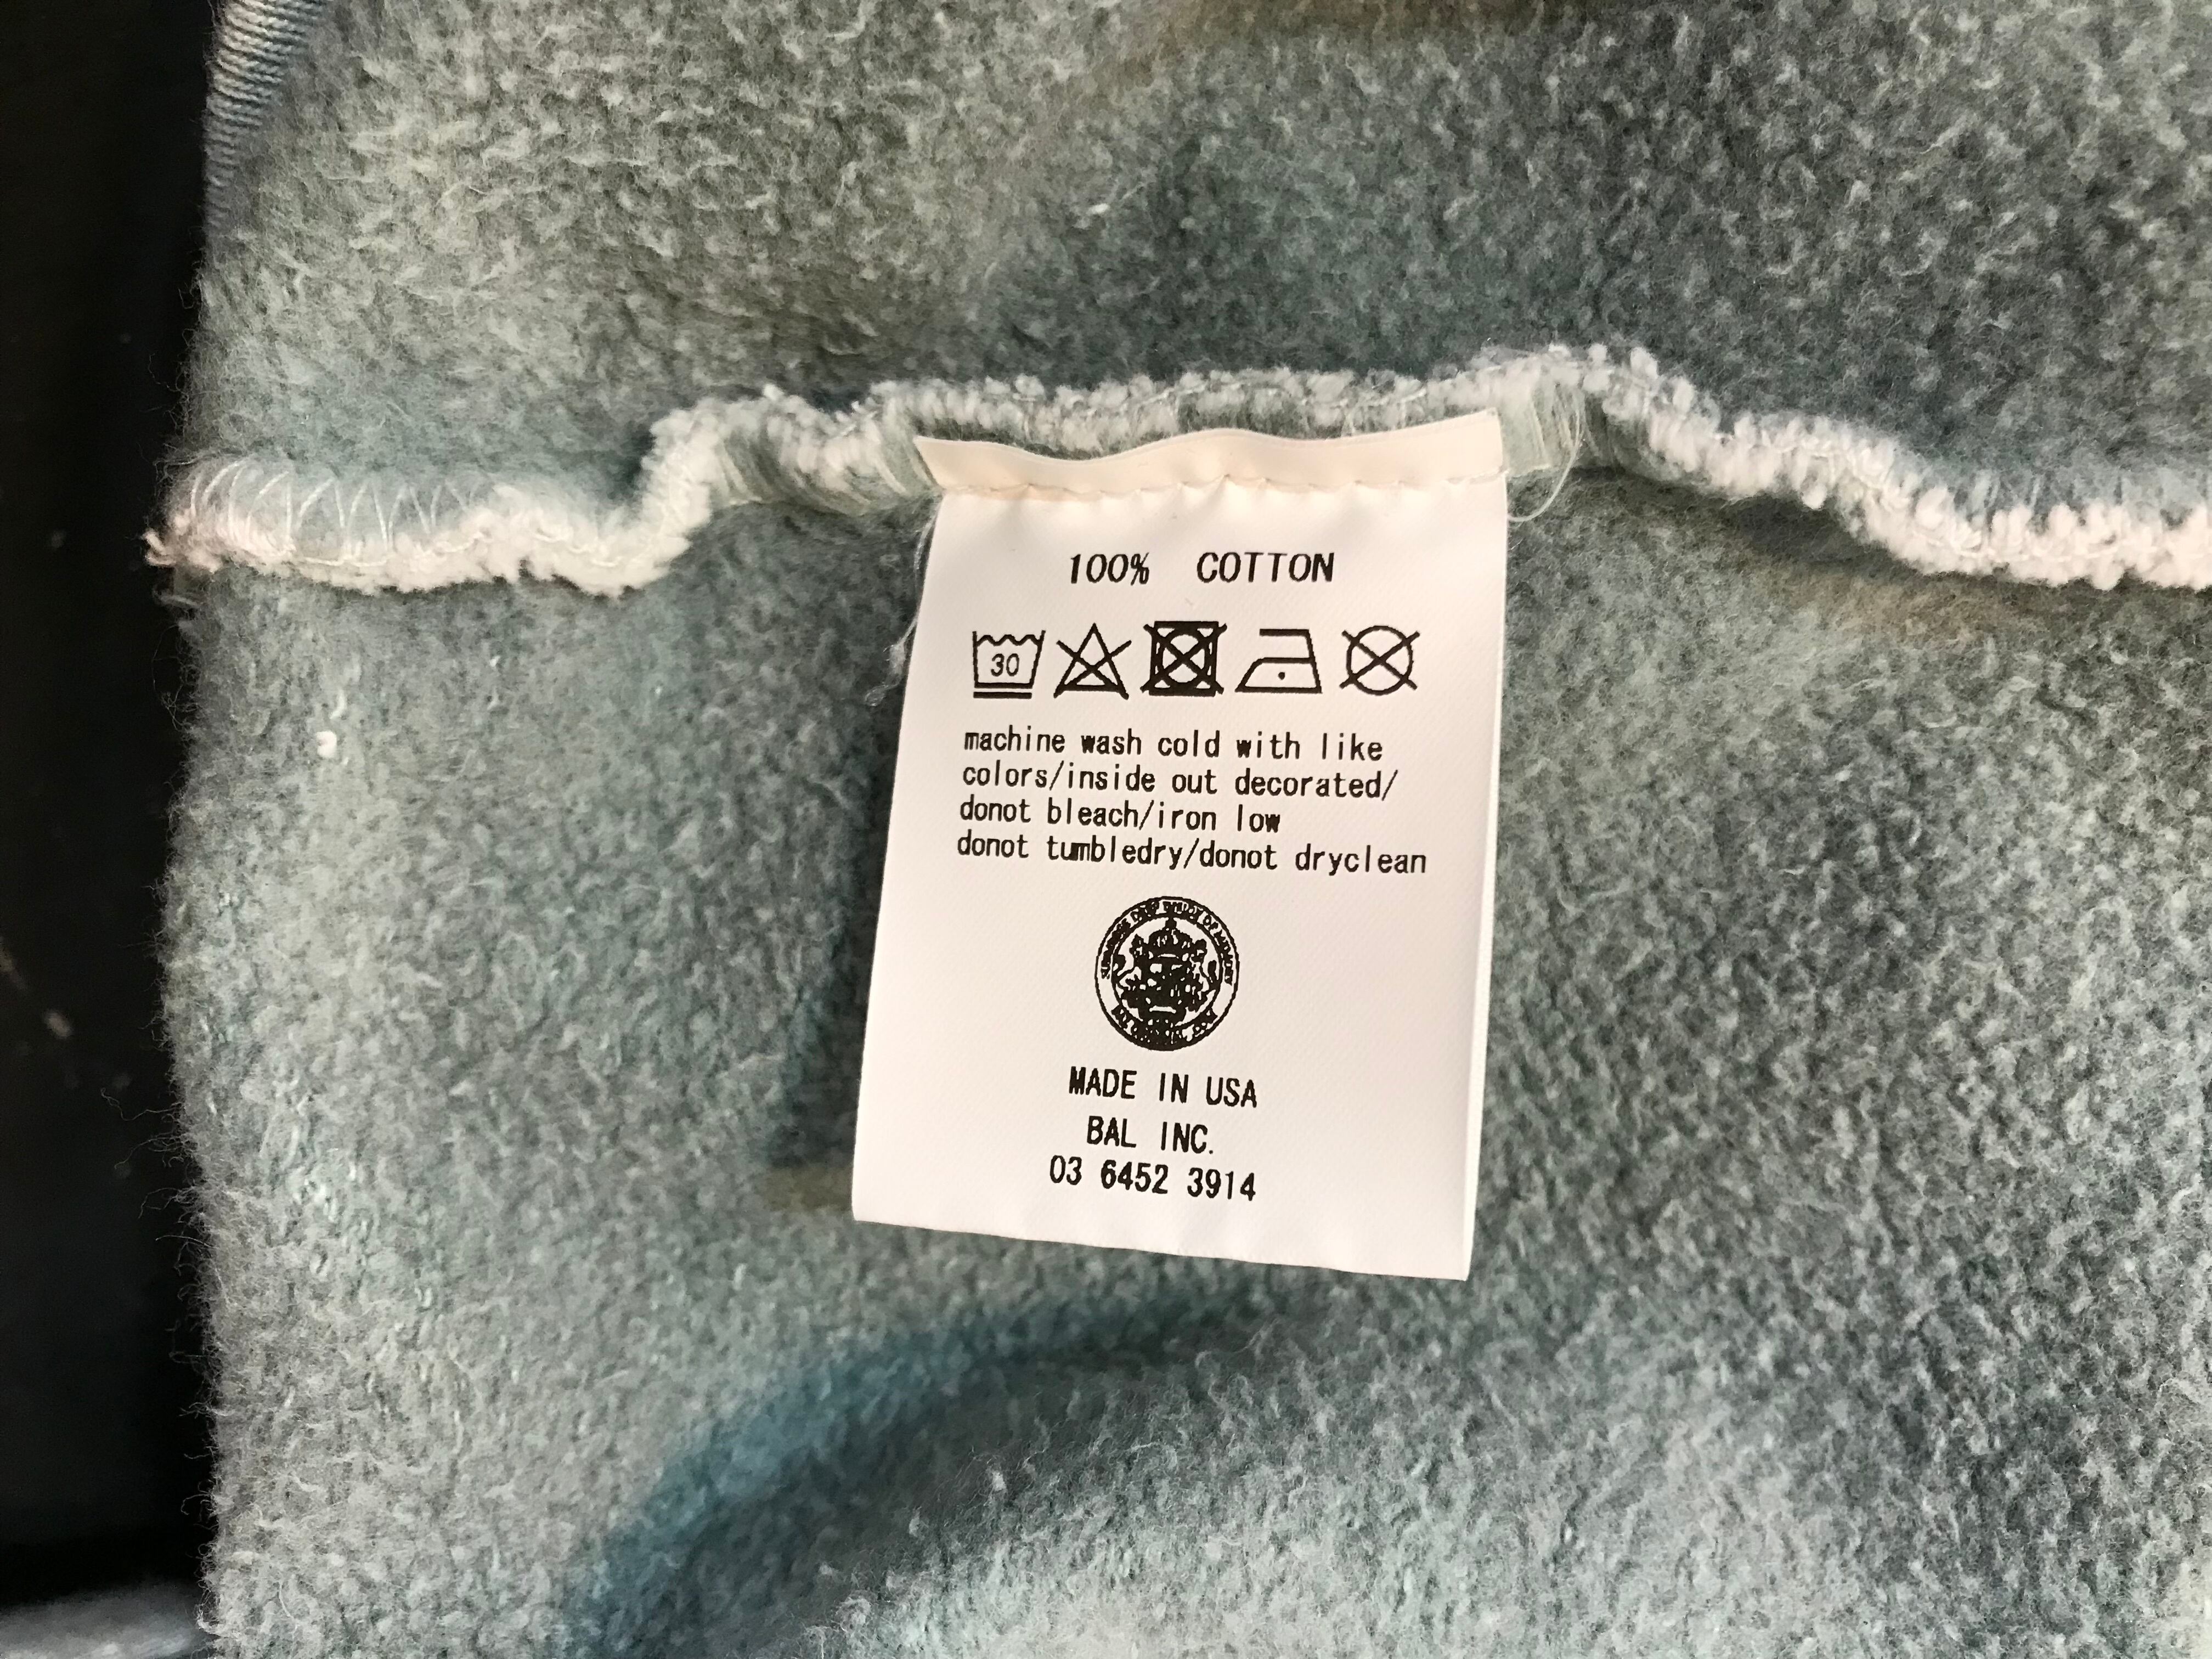 100% COTTON
30
machine wash cold with like
colors/inside out decorated/
donot bleach/iron low
donot tumbledry/donot dryclean
MADE IN USA
BAL INC.
03 6452 3914